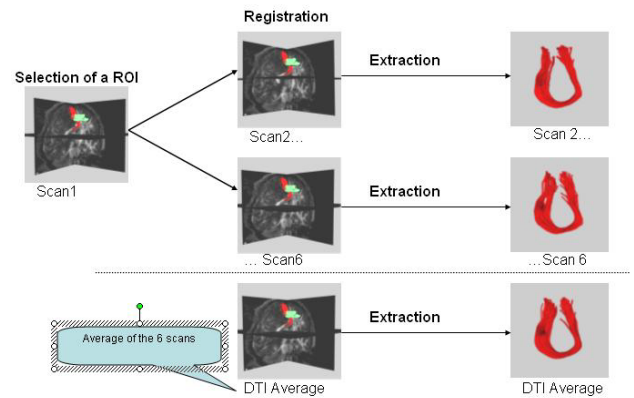 Registration
Selection of a ROI
Extraction
Scan1
Scan2...
Scan 2...
Extraction
... Scan6
...Scan 6
Average of the 6 scans
Extraction
DTI Average
DTI Average